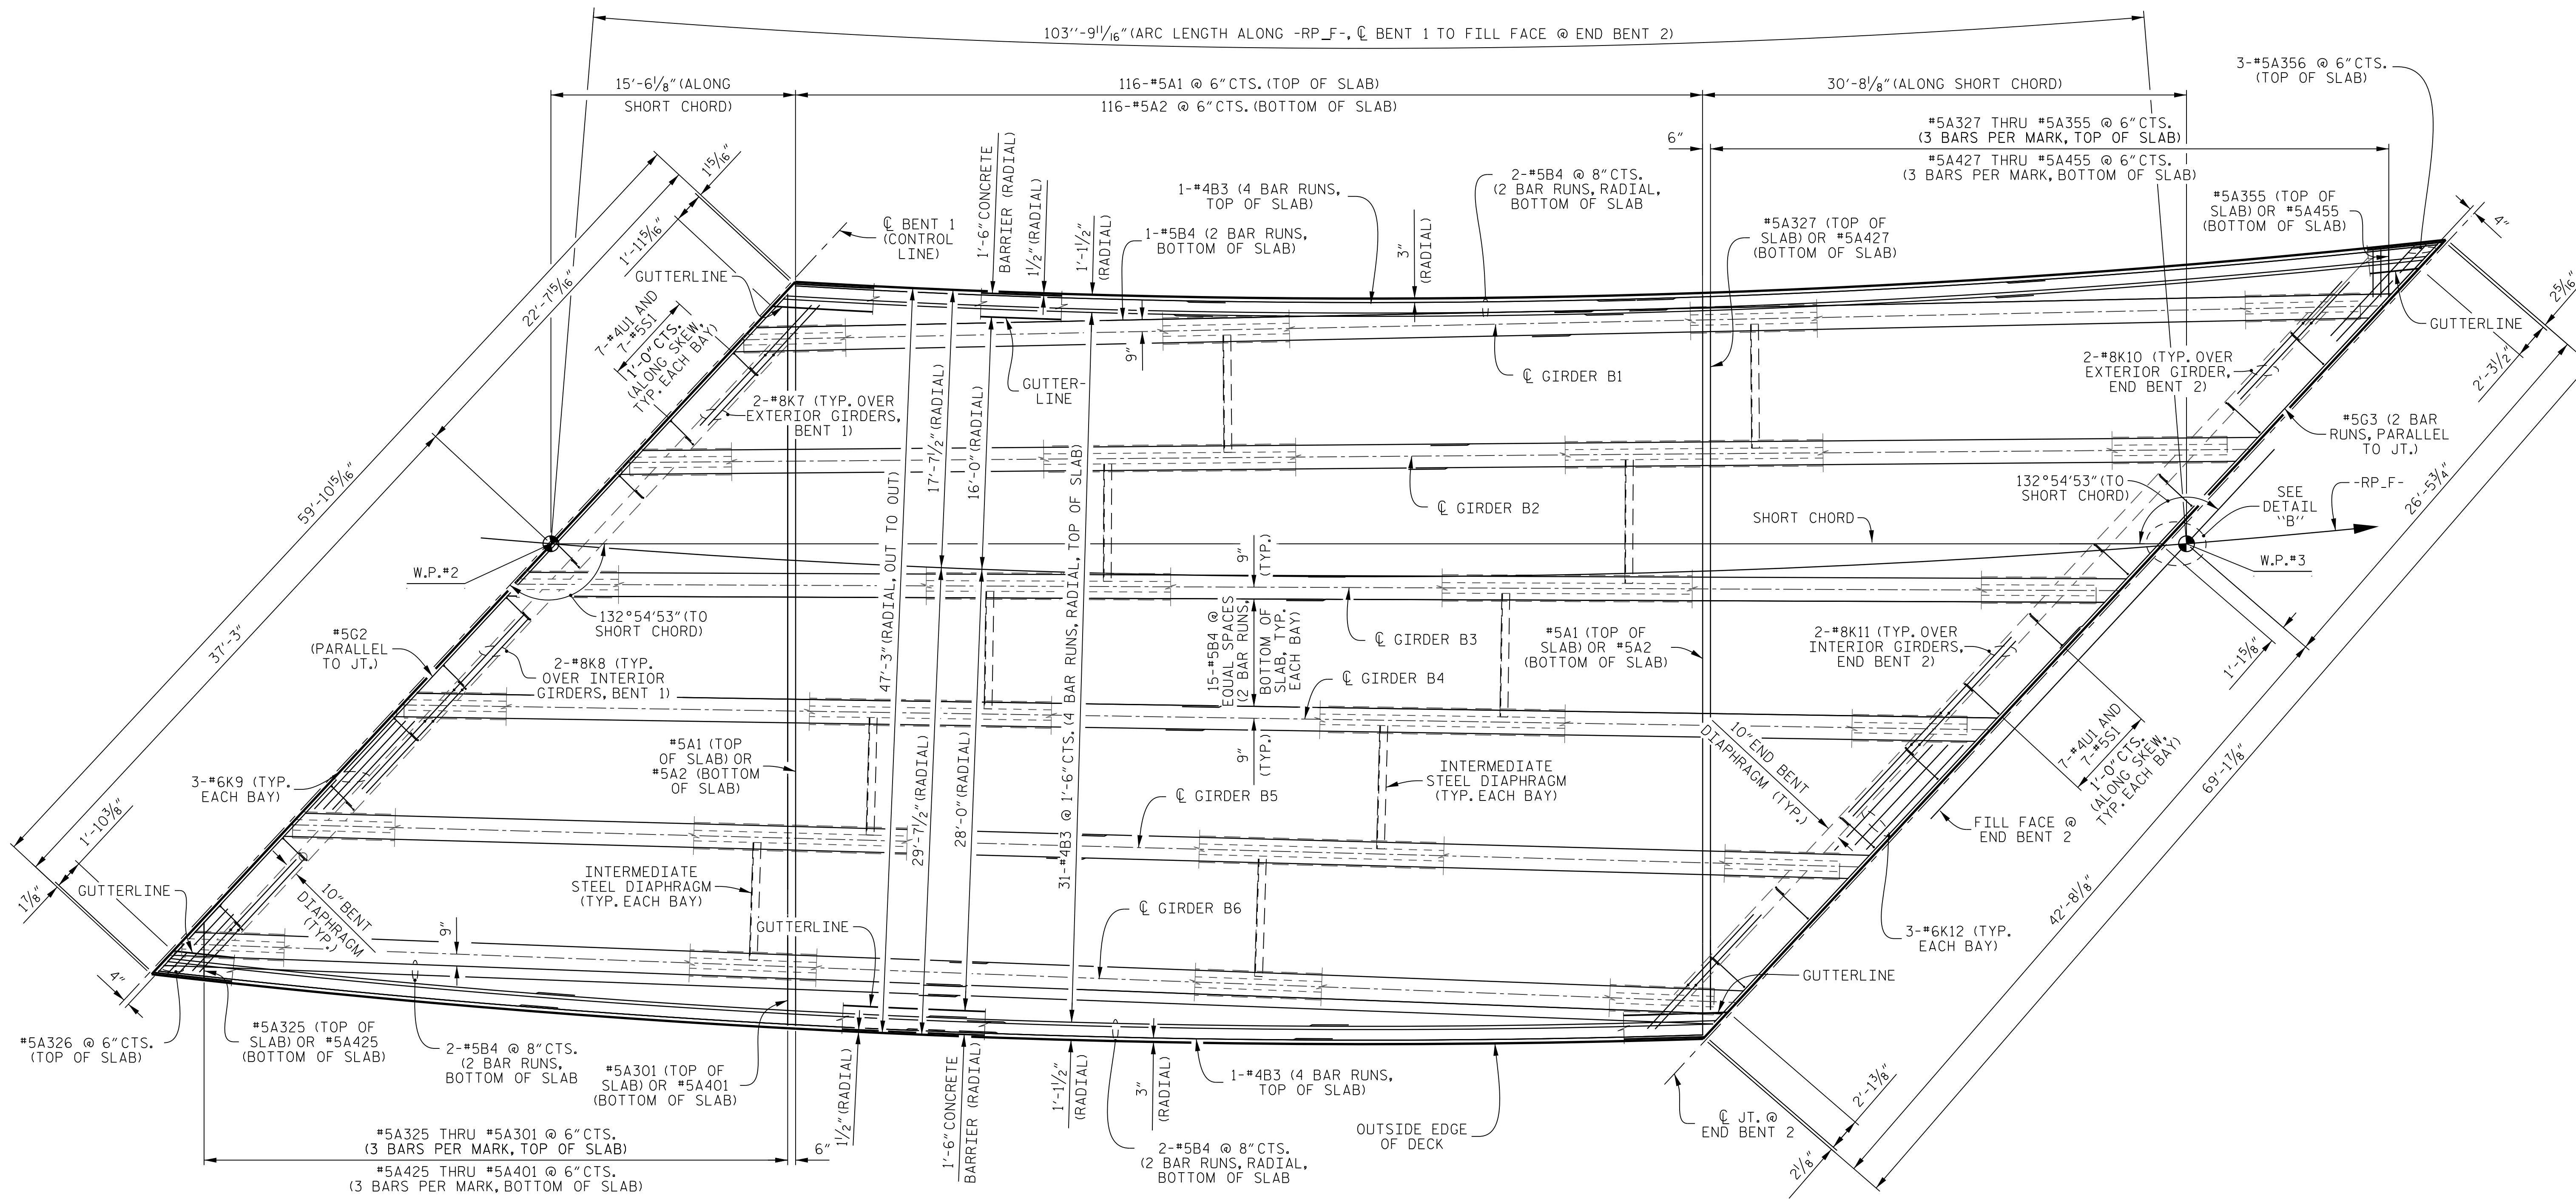 103''-9 11/16" (ARC LENGTH ALONG -RP_F-, ℄ BENT 1 TO FILL FACE @ END BENT 2)
15'-6 1/8" (ALONG
SHORT CHORD)
116-#5A1 @ 6" CTS. (TOP OF SLAB)
116-#5A2 @ 6" CTS. (BOTTOM OF SLAB)
30'-8 1/8" (ALONG SHORT CHORD)
3-#5A356 @ 6" CTS.
(TOP OF SLAB)
6"
#5A327 THRU #5A355 @ 6" CTS.
(3 BARS PER MARK, TOP OF SLAB)
#5A427 THRU #5A455 @ 6" CTS.
(3 BARS PER MARK, BOTTOM OF SLAB)
1 15/16"
1'-11 5/16"
22'-7 15/16"
59'-10 15/16"
37'-3"
℄ BENT 1
(CONTROL
LINE)
1'-6" CONCRETE
BARRIER (RADIAL)
1 1/2" (RADIAL)
1'-1 1/2"
(RADIAL)
1-#4B3 (4 BAR RUNS,
TOP OF SLAB)
1-#5B4 (2 BAR RUNS,
BOTTOM OF SLAB)
3"
(RADIAL)
2-#5B4 @ 8" CTS.
(2 BAR RUNS, RADIAL,
BOTTOM OF SLAB
#5A327 (TOP OF
SLAB) OR #5A427
(BOTTOM OF SLAB)
#5A355 (TOP OF
SLAB) OR #5A455
(BOTTOM OF SLAB)
4"
2 5/16"
2'-3 1/2"
GUTTERLINE
GUTTERLINE
7-#4U1 AND
7-#5S1
1'-0" CTS.
(ALONG SKEW,
TYP. EACH BAY)
2-#8K7 (TYP. OVER
EXTERIOR GIRDERS,
BENT 1)
GUTTER-
LINE
9"
℄ GIRDER B1
2-#8K10 (TYP. OVER
EXTERIOR GIRDER,
END BENT 2)
#5G3 (2 BAR
RUNS, PARALLEL
TO JT.)
47'-3" (RADIAL, OUT TO OUT)
17'-7 1/2" (RADIAL)
16'-0" (RADIAL)
31-#4B3 @ 1'-6" CTS. (4 BAR RUNS, RADIAL, TOP OF SLAB)
℄ GIRDER B2
SHORT CHORD
132°54'53" (TO
SHORT CHORD)
SEE
DETAIL
"B"
-RP_F-
26'-5 3/4"
W.P.#2
W.P.#3
132°54'53" (TO
SHORT CHORD)
9"
(TYP.)
15-#5B4 @
EQUAL SPACES
(2 BAR RUNS,
BOTTOM OF
SLAB, TYP.
EACH BAY)
9"
(TYP.)
℄ GIRDER B3
#5A1 (TOP OF
SLAB) OR #5A2
(BOTTOM OF SLAB)
2-#8K11 (TYP. OVER
INTERIOR GIRDERS,
END BENT 2)
1'-1 5/8"
#5G2
(PARALLEL
TO JT.)
2-#8K8 (TYP.
OVER INTERIOR
GIRDERS, BENT 1)
℄ GIRDER B4
10" END BENT
DIAPHRAGM (TYP.)
7-#4U1 AND
7-#5S1
1'-0" CTS.
(ALONG SKEW,
TYP. EACH BAY)
69'-1 7/8"
#5A1 (TOP
OF SLAB) OR
#5A2 (BOTTOM
OF SLAB)
3-#6K9 (TYP.
EACH BAY)
INTERMEDIATE
STEEL DIAPHRAGM
(TYP. EACH BAY)
℄ GIRDER B5
29'-7 1/2" (RADIAL)
28'-0" (RADIAL)
FILL FACE @
END BENT 2
1'-10 3/8"
1 7/8"
GUTTERLINE
10" BENT
DIAPHRAGM
(TYP.)
INTERMEDIATE
STEEL DIAPHRAGM
(TYP. EACH BAY)
GUTTERLINE
℄ GIRDER B6
3-#6K12 (TYP.
EACH BAY)
42'-8 1/8"
9"
GUTTERLINE
4"
#5A326 @ 6" CTS.
(TOP OF SLAB)
#5A325 (TOP OF
SLAB) OR #5A425
(BOTTOM OF SLAB)
2-#5B4 @ 8" CTS.
(2 BAR RUNS,
BOTTOM OF SLAB
#5A301 (TOP OF
SLAB) OR #5A401
(BOTTOM OF SLAB)
1 1/2" (RADIAL)
1'-6" CONCRETE
BARRIER (RADIAL)
1'-1 1/2"
(RADIAL)
3"
(RADIAL)
1-#4B3 (4 BAR RUNS,
TOP OF SLAB)
OUTSIDE EDGE
OF DECK
℄ JT. @
END BENT 2
2'-1 3/8"
2 1/8"
#5A325 THRU #5A301 @ 6" CTS.
(3 BARS PER MARK, TOP OF SLAB)
#5A425 THRU #5A401 @ 6" CTS.
(3 BARS PER MARK, BOTTOM OF SLAB)
6"
2-#5B4 @ 8" CTS.
(2 BAR RUNS, RADIAL,
BOTTOM OF SLAB